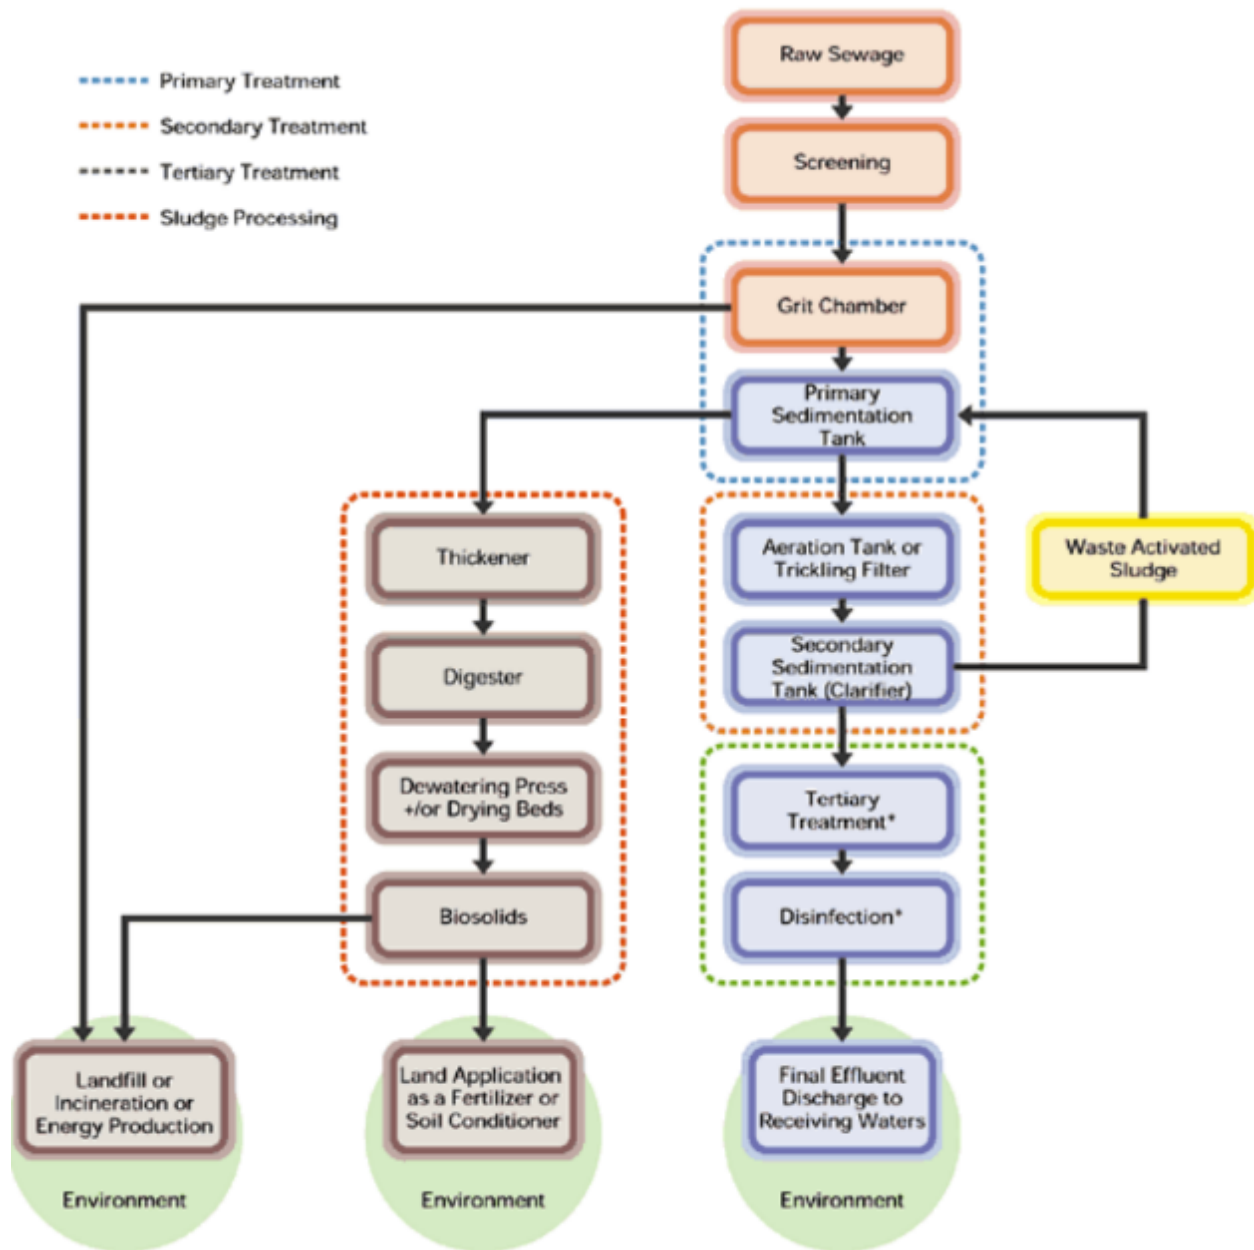 Primary Treatment
Secondary Treatment
Tertiary Treatment
Sludge Processing
Raw Sewage
Screening
Grit Chamber
Primary
Sedimentation
Tank
Thickener
Digester
Dewatering Press
+/or Drying Beds
Biosolids
Aeration Tank or
Trickling Filter
Secondary
Sedimentation
Tank (Clarifier)
Waste Activated
Sludge
Tertiary
Treatment*
Disinfection*
Landfill or
Incineration or
Energy Production
Environment
Land Application
as a Fertilizer or
Soil Conditioner
Environment
Final Effluent
Discharge to
Receiving Waters
Environment